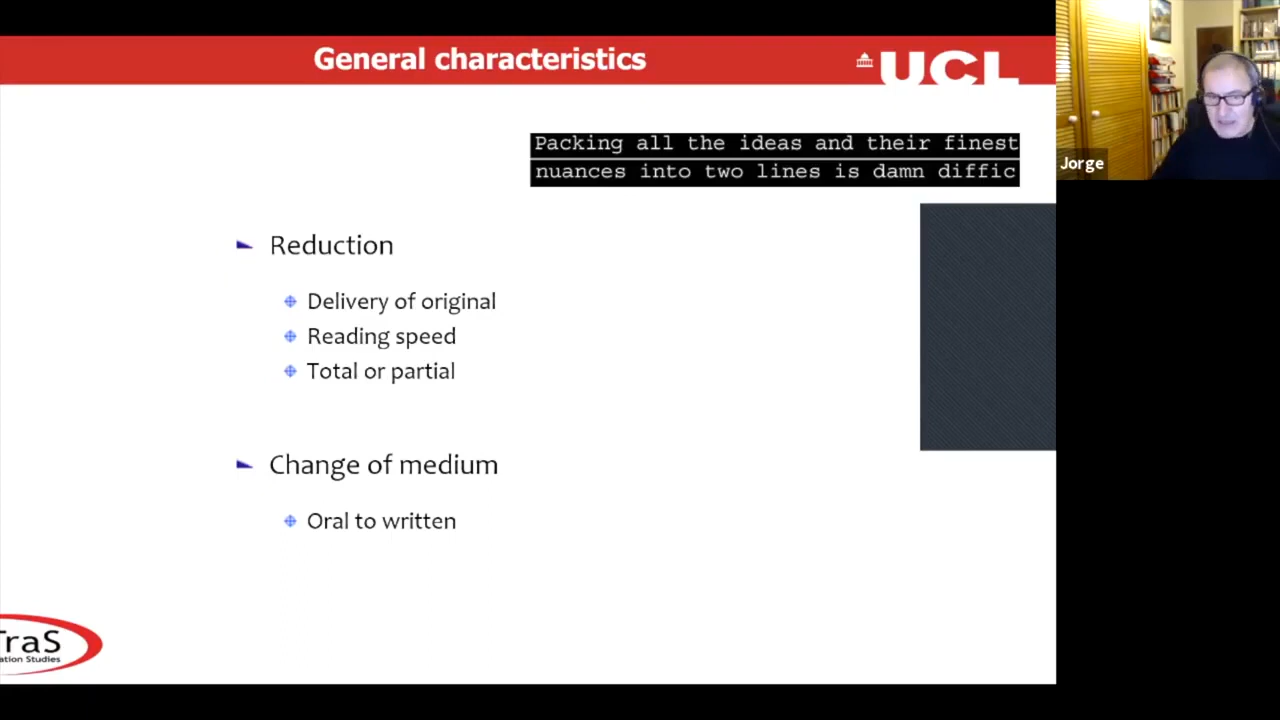 General characteristics
UCL
Packing all the ideas and their finest
nuances into two lines is damn diffic
Jorge
Reduction
Delivery of original
Reading speed
Total or partial
Change of medium
Oral to written
TraS
ation Studies